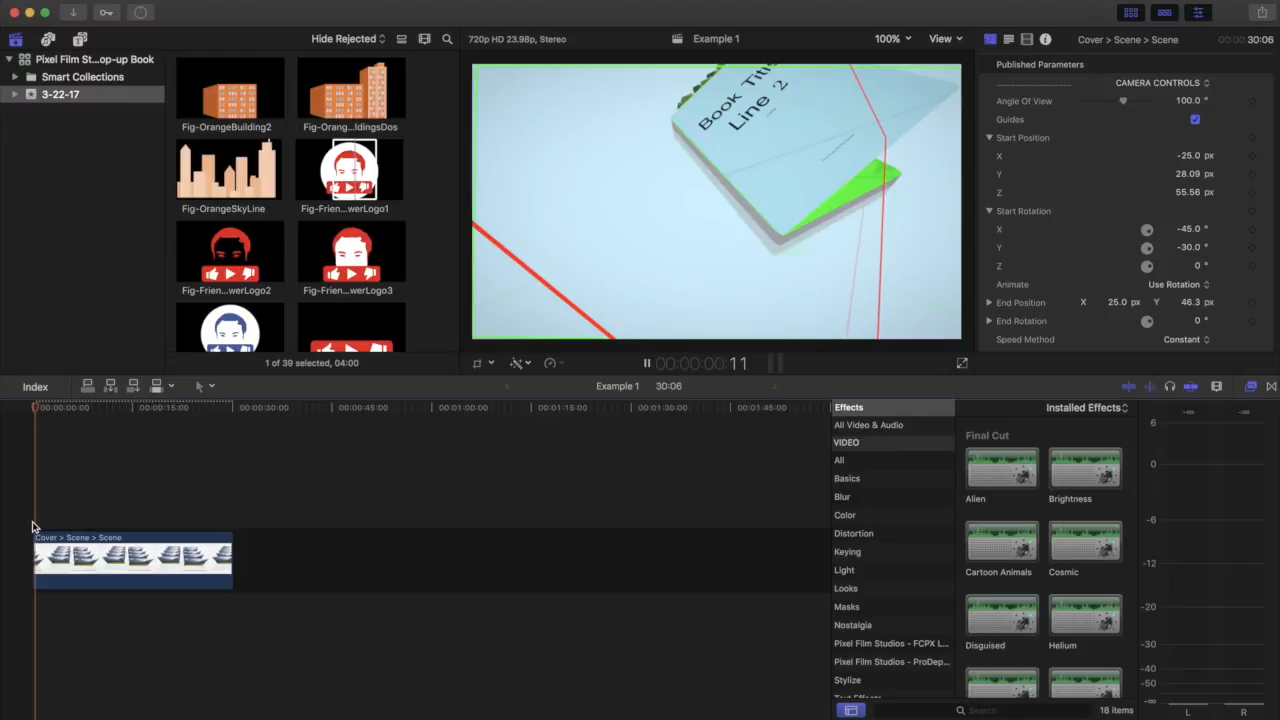 Hide Rejected
720p HD 23.98p, Stereo
Example 1
100%
View
Cover > Scene > Scene
00:00:30:06
Pixel Film St...op-up Book
Smart Collections
3-22-17
Fig-OrangeBuilding2
Fig-Orang...ldingsDos
Fig-OrangeSkyLine
Fig-Frien...werLogo1
Fig-Frien...werLogo2
Fig-Frien...werLogo3
1 of 39 selected, 04:00
Book Title
Line 2
00:00:00:11
Published Parameters
CAMERA CONTROLS
Angle Of View 100.0 °
Guides
Start Position
X -25.0 px
Y 28.09 px
Z 55.56 px
Start Rotation
X -45.0 °
Y -30.0 °
Z 0 °
Animate Use Rotation
End Position X 25.0 px Y 46.3 px
End Rotation 0 °
Speed Method Constant
Index
Example 1 30:06
00:00:00:00
00:00:15:00
00:00:30:00
00:00:45:00
00:01:00:00
00:01:15:00
00:01:30:00
00:01:45:00
Cover > Scene > Scene
Effects
All Video & Audio
VIDEO
All
Basics
Blur
Color
Distortion
Keying
Light
Looks
Masks
Nostalgia
Pixel Film Studios - FCPX L...
Pixel Film Studios - ProDep...
Stylize
Text Effects
Installed Effects
Final Cut
Alien
Brightness
Cartoon Animals
Cosmic
Disguised
Helium
Search
18 items
-∞ -∞
6
0
-6
-12
-20
-30
-40
-50
-∞
L R